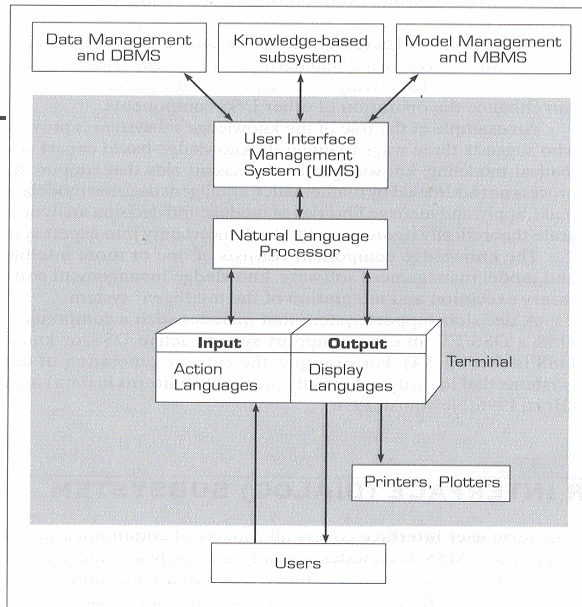 Data Management
and DBMS
Knowledge-based
subsystem
Model Management
and MBMS
User Interface
Management
System (UIMS)
Natural Language
Processor
Input
Output
Action
Languages
Display
Languages
Terminal
Printers, Plotters
Users